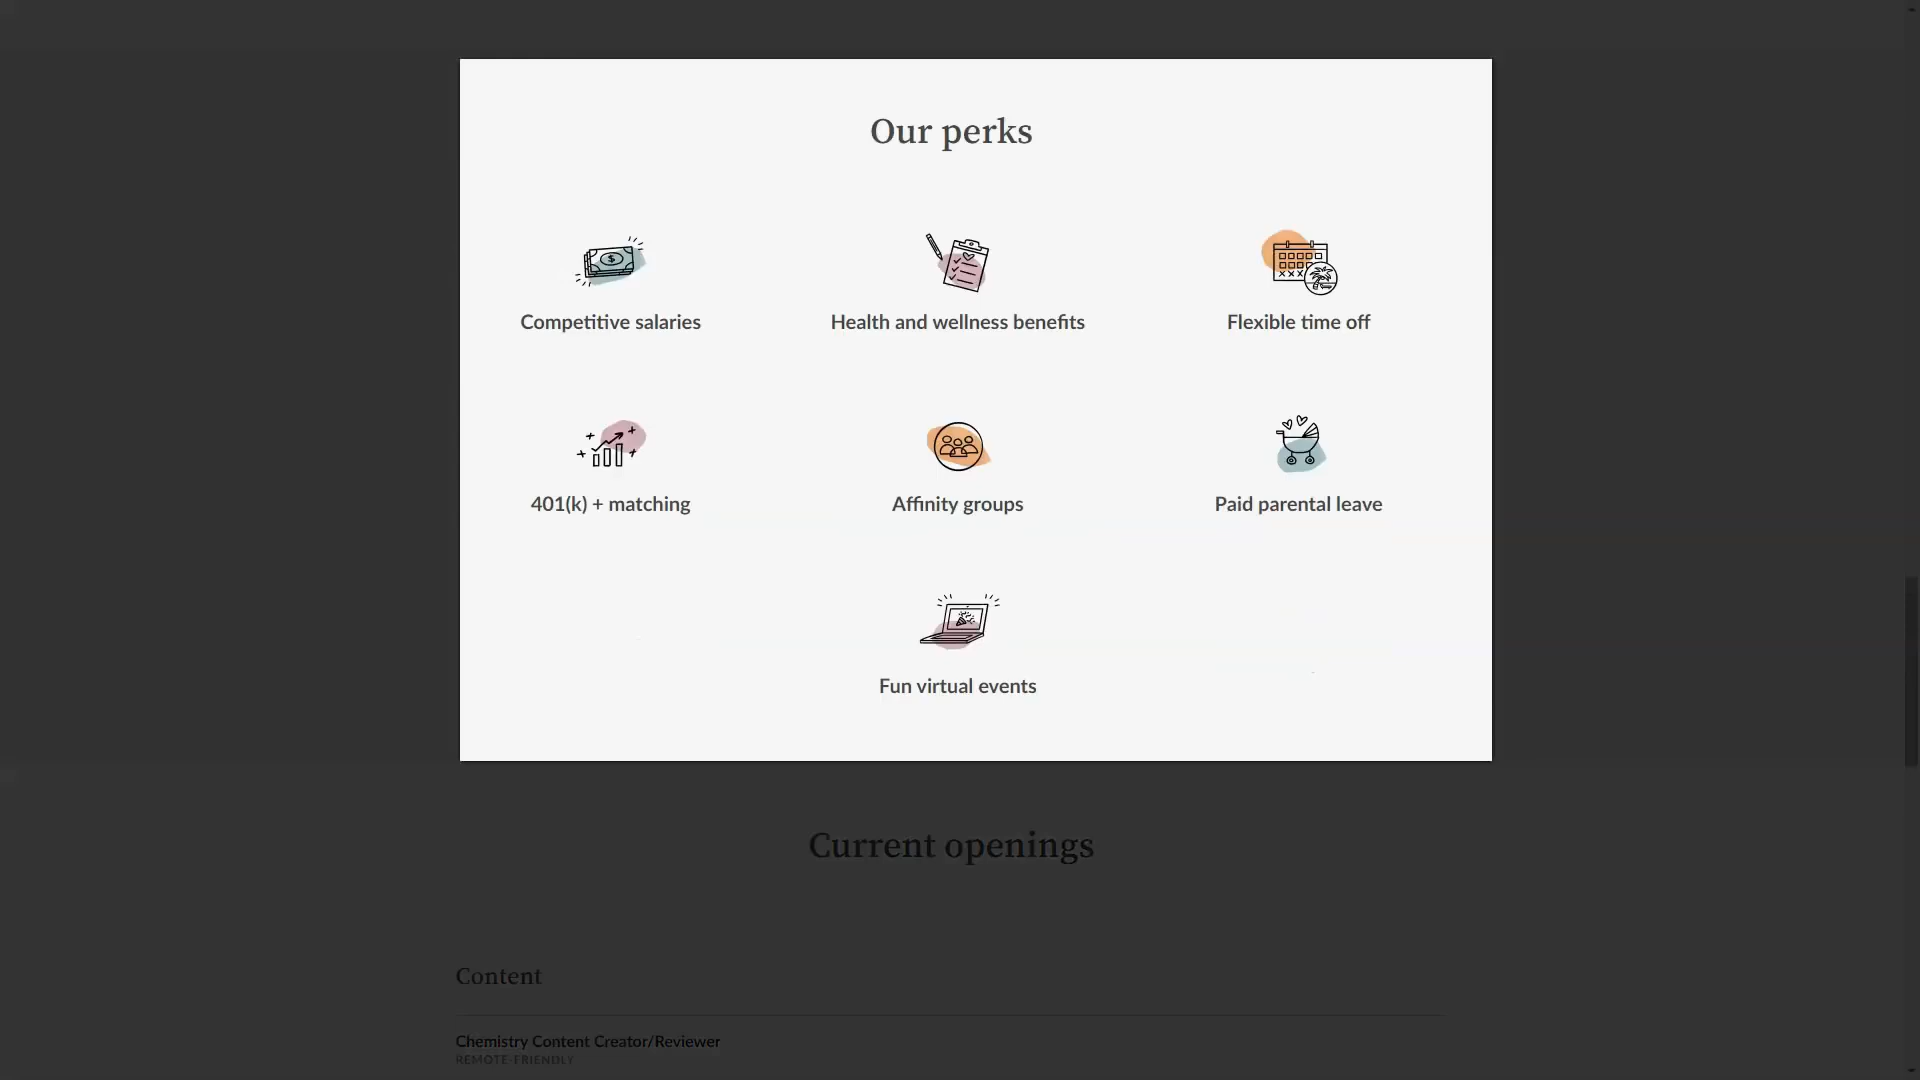 Our perks
Competitive salaries
Health and wellness benefits
Flexible time off
401(k) + matching
Affinity groups
Paid parental leave
Fun virtual events
Current openings
Content
Chemistry Content Creator/Reviewer
REMOTE-FRIENDLY